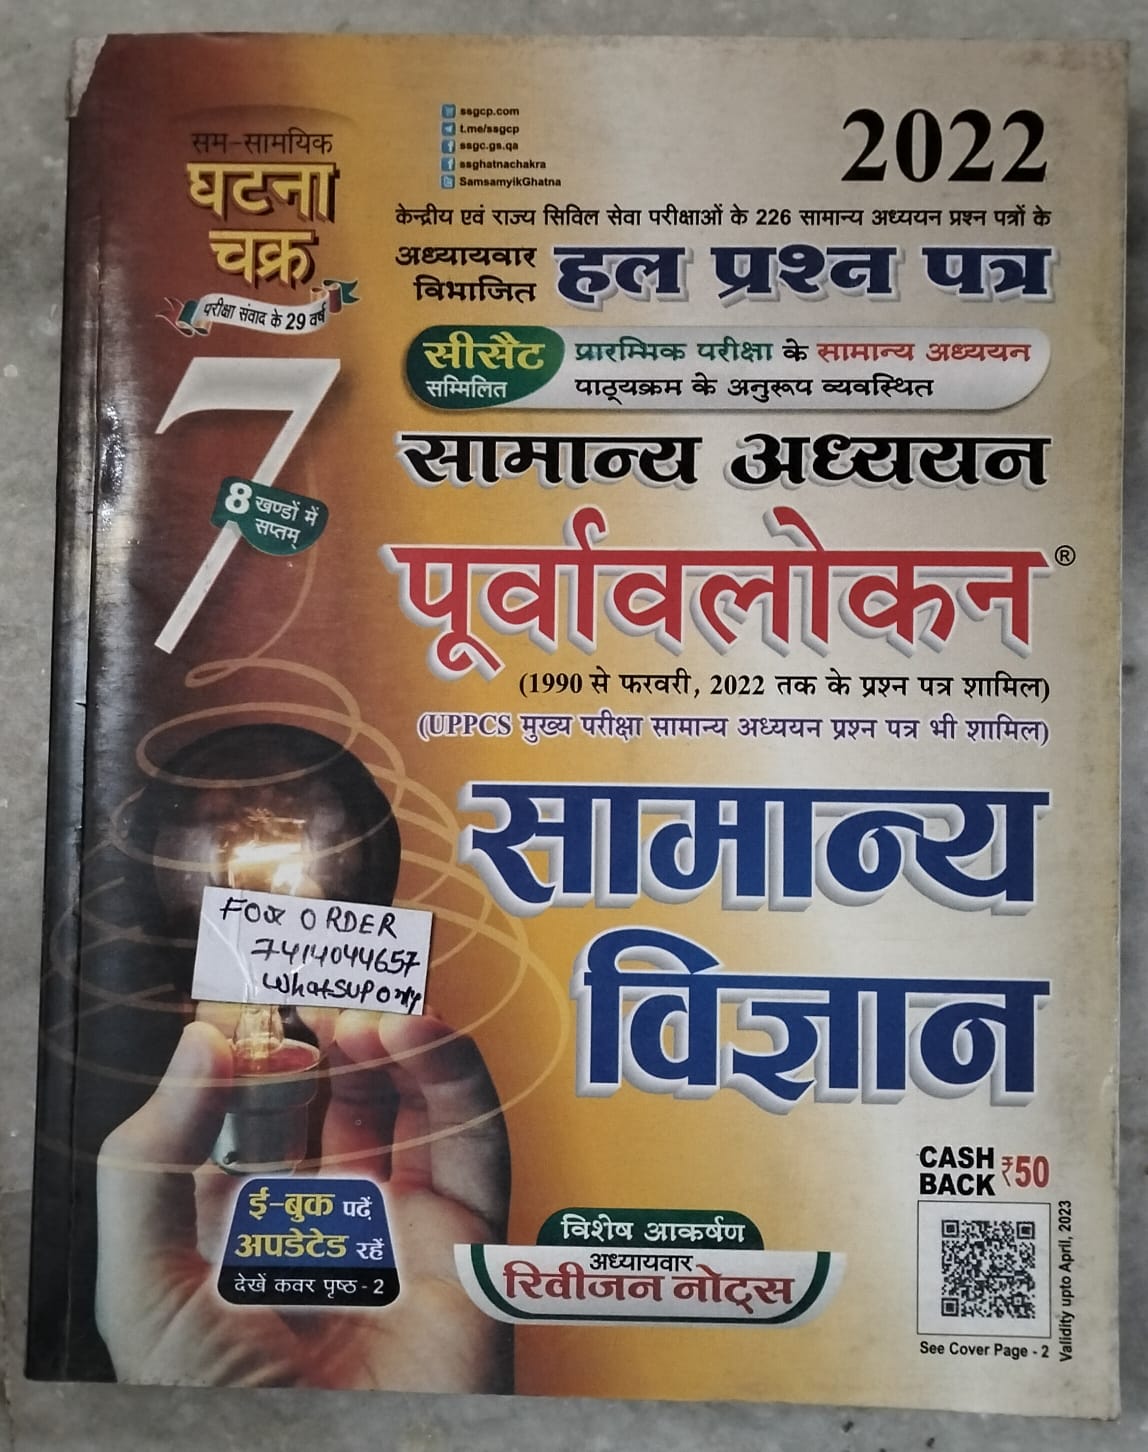 सम-सामयिक
घटना
चक्र
परीक्षा संवाद के 29 वर्ष
ssgcp.com
t.me/ssgcp
ssgc.gs.qa
ssghatnachakra
SamsamyikGhatna
2022
केन्द्रीय एवं राज्य सिविल सेवा परीक्षाओं के 226 सामान्य अध्ययन प्रश्न पत्रों के
अध्यायवार
विभाजित
हल प्रश्न पत्र
सीसैट
सम्मिलित
प्रारम्भिक परीक्षा के सामान्य अध्ययन
पाठ्यक्रम के अनुरूप व्यवस्थित
7
8 खण्डों में
सप्तम्
सामान्य अध्ययन
पूर्वावलोकन®
(1990 से फरवरी, 2022 तक के प्रश्न पत्र शामिल)
(UPPCS मुख्य परीक्षा सामान्य अध्ययन प्रश्न पत्र भी शामिल)
सामान्य
विज्ञान
FOR ORDER
7414044657
WhatSUP Only
ई-बुक पढ़ें
अपडेटेड रहें
देखें कवर पृष्ठ - 2
विशेष आकर्षण
अध्यायवार
रिवीजन नोट्स
CASH
BACK ₹50
See Cover Page - 2
Validity upto April, 2023